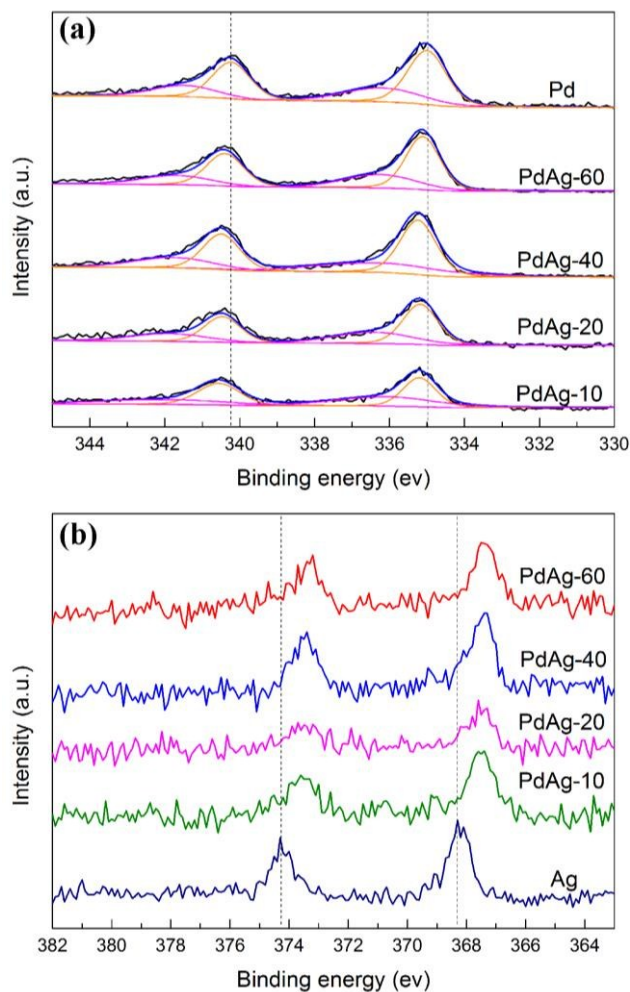 (a)
Pd
PdAg-60
PdAg-40
PdAg-20
PdAg-10
Intensity (a.u.)
344 342 340 338 336 334 332 330
Binding energy (ev)
(b)
PdAg-60
PdAg-40
PdAg-20
PdAg-10
Ag
Intensity (a.u.)
382 380 378 376 374 372 370 368 366 364
Binding energy (ev)